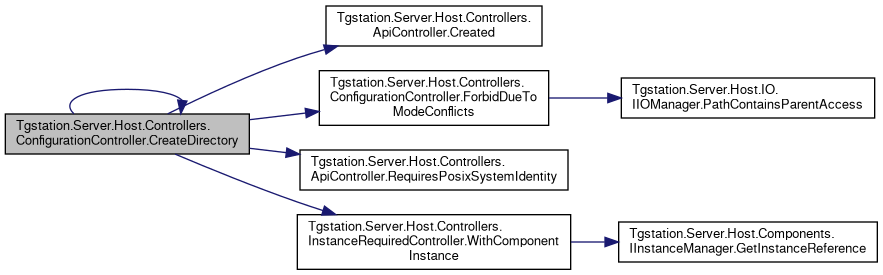 Tgstation.Server.Host.Controllers.
ApiController.Created
Tgstation.Server.Host.Controllers.
ConfigurationController.ForbidDueTo
ModeConflicts
Tgstation.Server.Host.IO.
IIOManager.PathContainsParentAccess
Tgstation.Server.Host.Controllers.
ConfigurationController.CreateDirectory
Tgstation.Server.Host.Controllers.
ApiController.RequiresPosixSystemIdentity
Tgstation.Server.Host.Controllers.
InstanceRequiredController.WithComponent
Instance
Tgstation.Server.Host.Components.
IInstanceManager.GetInstanceReference